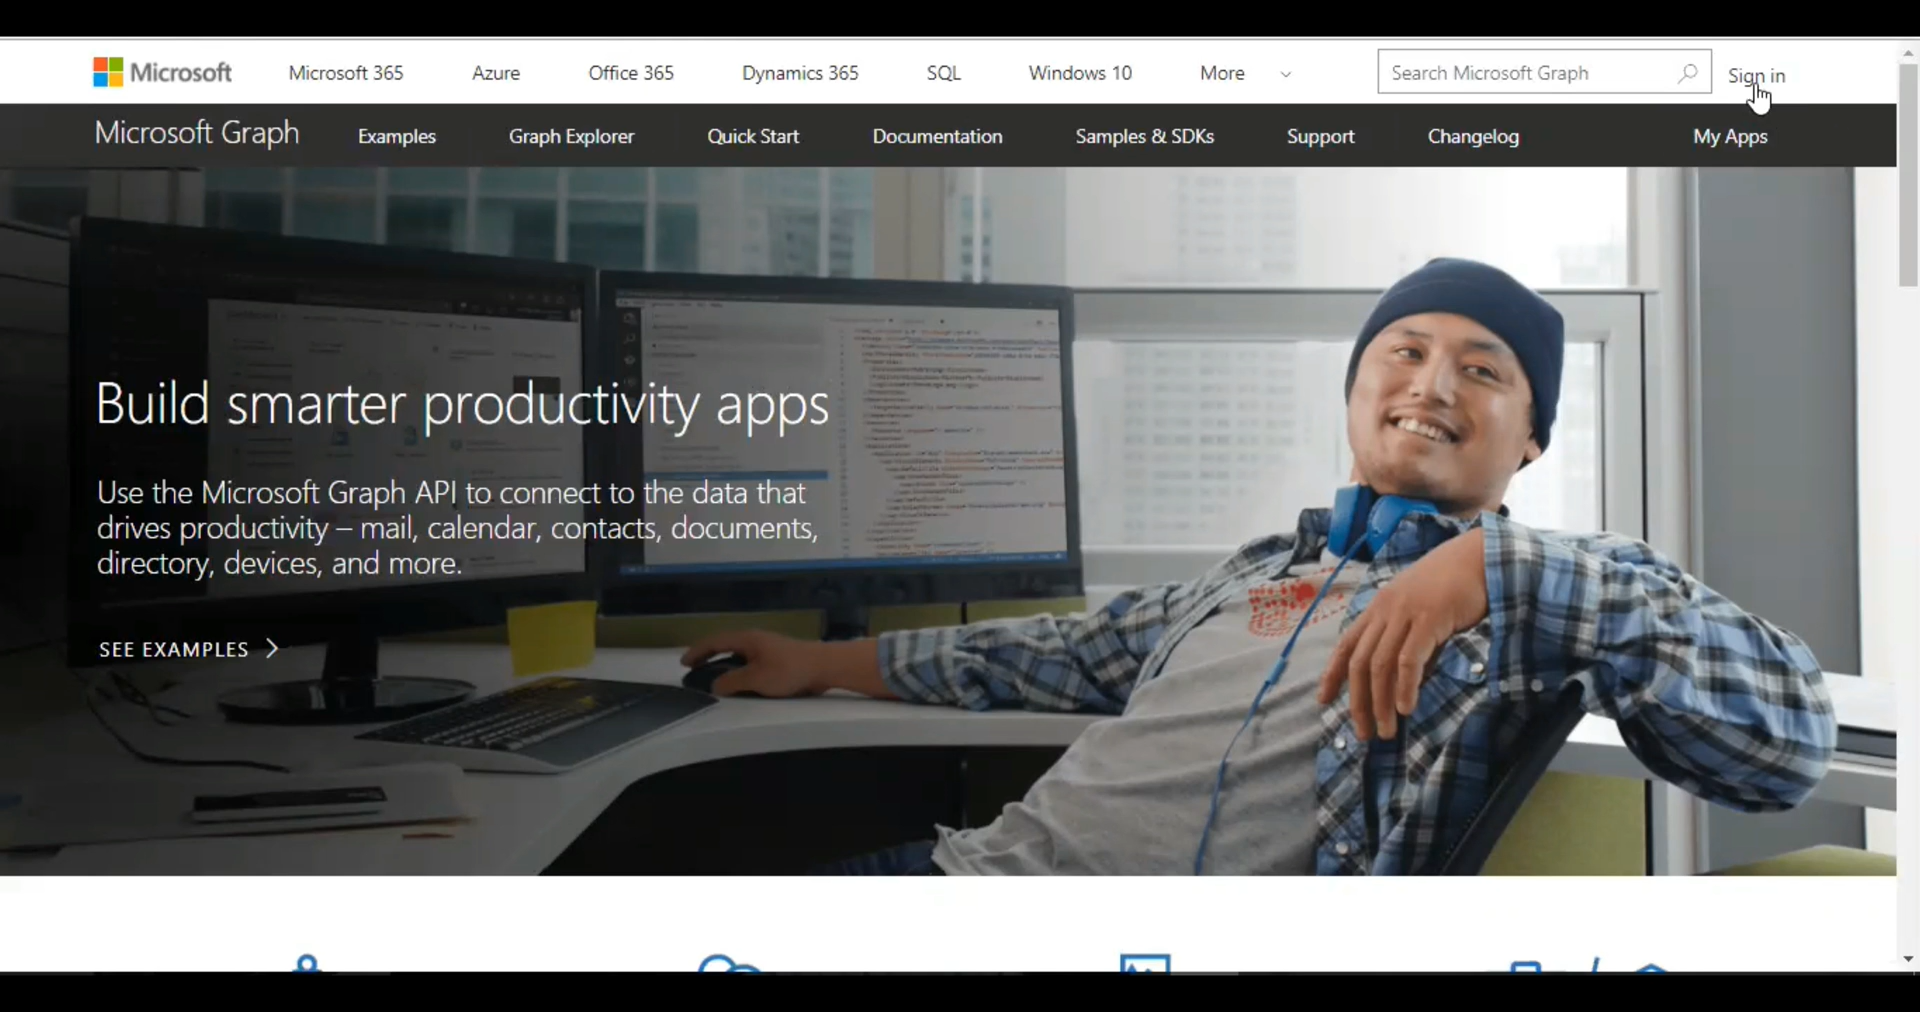 Microsoft
Microsoft 365
Azure
Office 365
Dynamics 365
SQL
Windows 10
More
Search Microsoft Graph
Sign in
Microsoft Graph
Examples
Graph Explorer
Quick Start
Documentation
Samples & SDKs
Support
Changelog
My Apps
Build smarter productivity apps
Use the Microsoft Graph API to connect to the data that
drives productivity – mail, calendar, contacts, documents,
directory, devices, and more.
SEE EXAMPLES